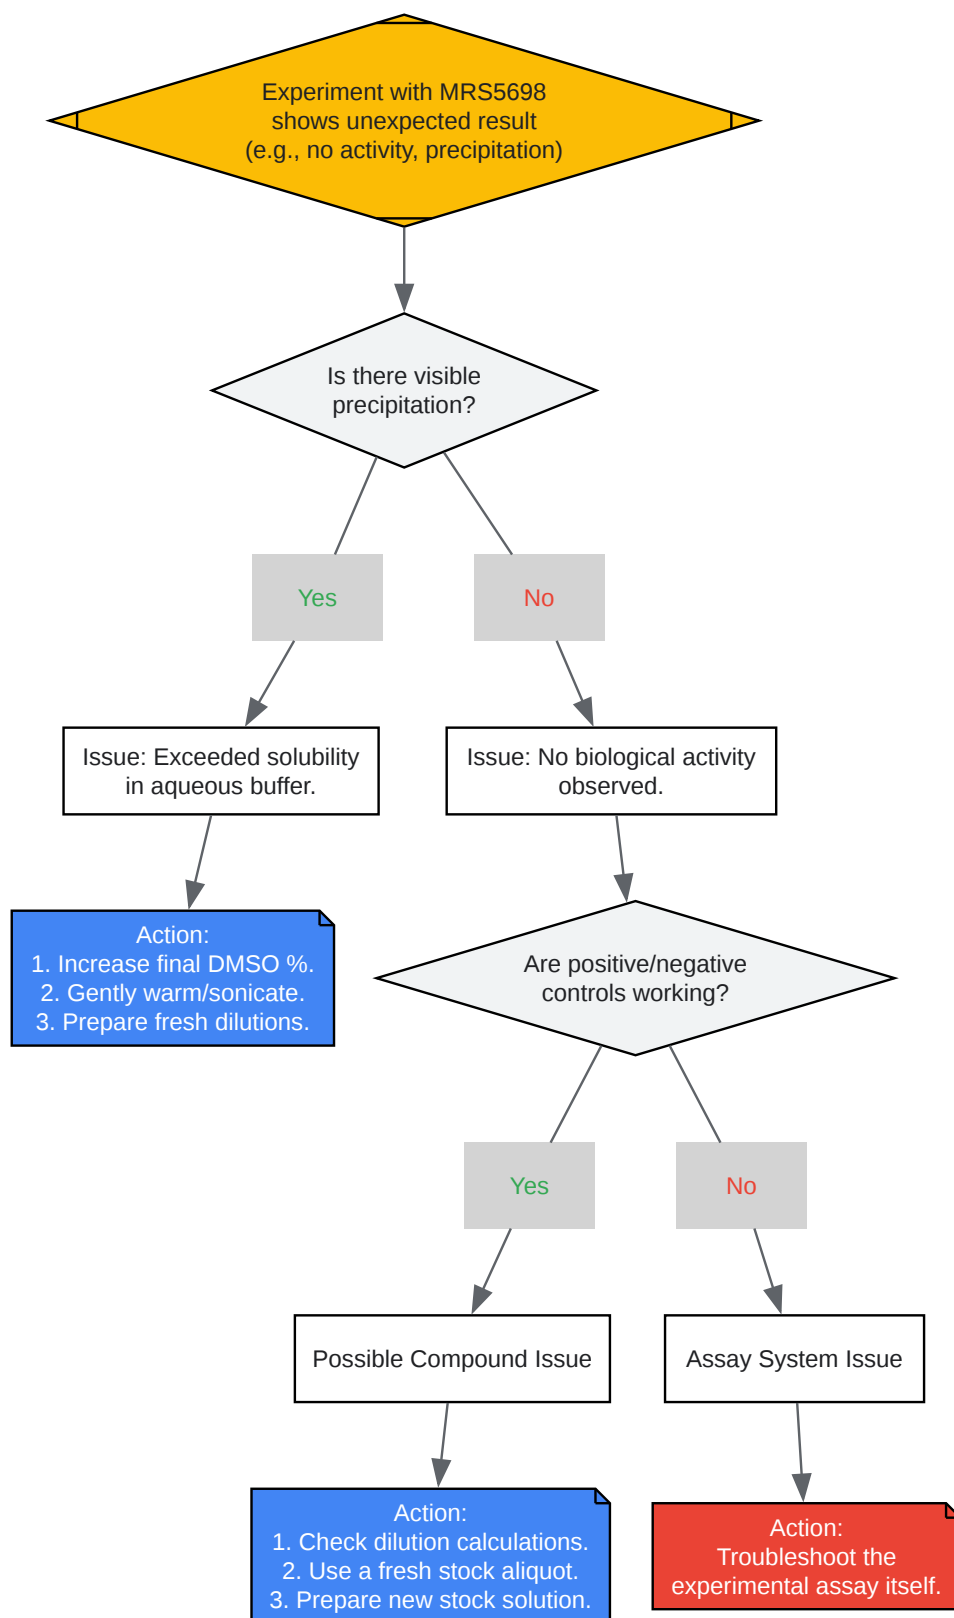 Experiment with MRS5698
shows unexpected result
(e.g., no activity, precipitation)
Is there visible
precipitation?
Yes
No
Issue: Exceeded solubility
in aqueous buffer.
Issue: No biological activity
observed.
Action:
1. Increase final DMSO %.
2. Gently warm/sonicate.
3. Prepare fresh dilutions.
Are positive/negative
controls working?
Yes
No
Possible Compound Issue
Assay System Issue
Action:
1. Check dilution calculations.
2. Use a fresh stock aliquot.
3. Prepare new stock solution.
Action:
Troubleshoot the
experimental assay itself.